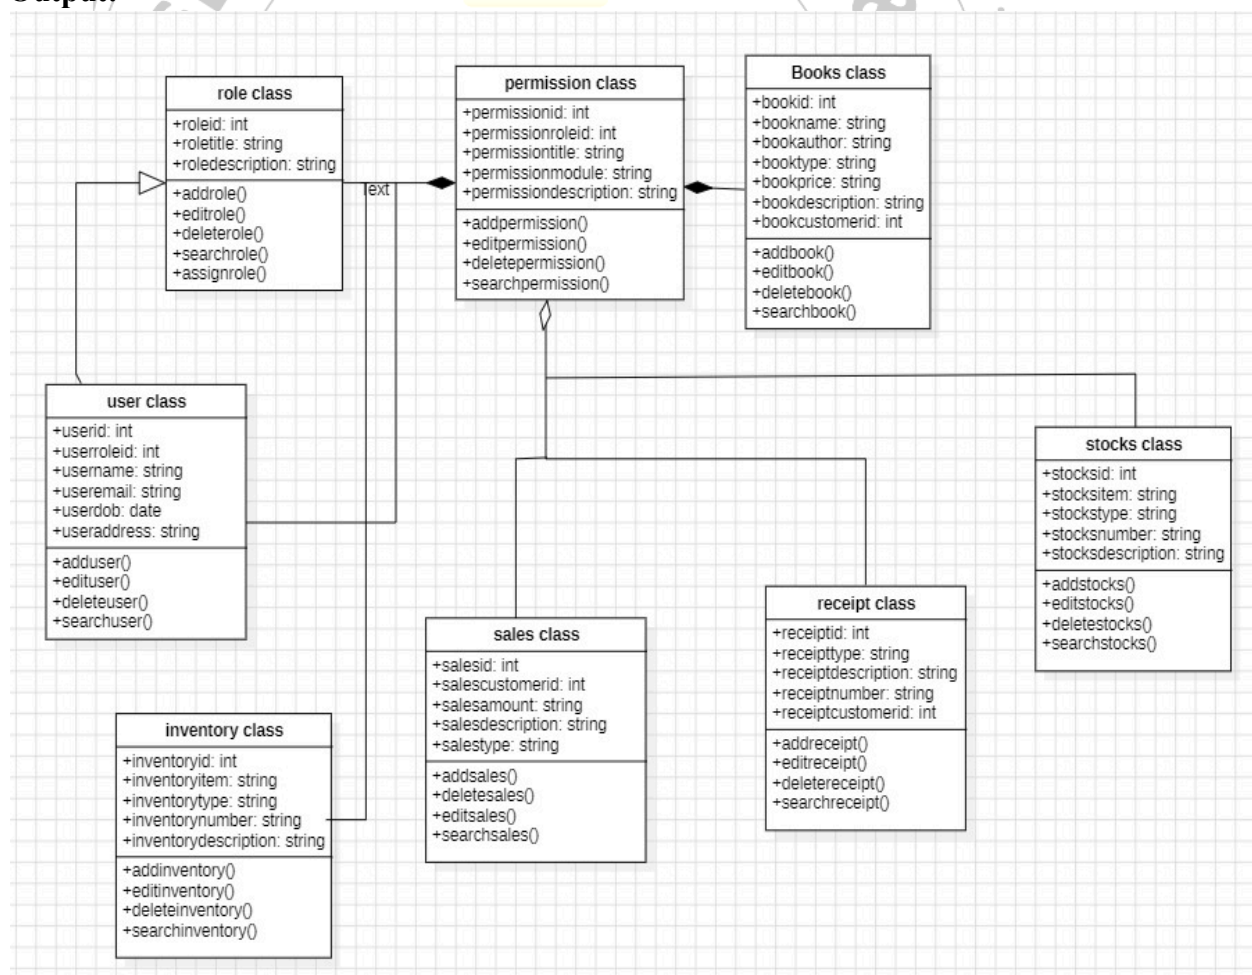 Output:
role class
+roleid: int
+roletitle: string
+roledescription: string
+addrole()
+editrole()
+deleterole()
+searchrole()
+assignrole()
Text
permission class
+permissionid: int
+permissionroleid: int
+permissiontitle: string
+permissionmodule: string
+permissiondescription: string
+addpermission()
+editpermission()
+deletepermission()
+searchpermission()
Books class
+bookid: int
+bookname: string
+bookauthor: string
+booktype: string
+bookprice: string
+bookdescription: string
+bookcustomerid: int
+addbook()
+editbook()
+deletebook()
+searchbook()
user class
+userid: int
+userroleid: int
+username: string
+useremail: string
+userdob: date
+useraddress: string
+adduser()
+edituser()
+deleteuser()
+searchuser()
stocks class
+stocksid: int
+stocksitem: string
+stockstype: string
+stocksnumber: string
+stocksdescription: string
+addstocks()
+editstocks()
+deletestocks()
+searchstocks()
sales class
+salesid: int
+salescustomerid: int
+salesamount: string
+salesdescription: string
+salestype: string
+addsales()
+deletesales()
+editsales()
+searchsales()
receipt class
+receiptid: int
+receipttype: string
+receiptdescription: string
+receiptnumber: string
+receiptcustomerid: int
+addreceipt()
+editreceipt()
+deletereceipt()
+searchreceipt()
inventory class
+inventoryid: int
+inventoryitem: string
+inventorytype: string
+inventorynumber: string
+inventorydescription: string
+addinventory()
+editinventory()
+deleteinventory()
+searchinventory()